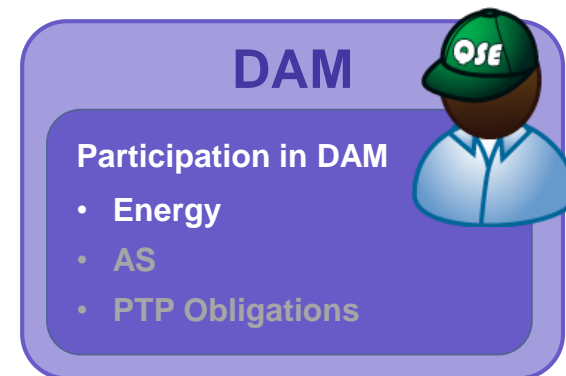 DAM
QSE
Participation in DAM
• Energy
• AS
• PTP Obligations